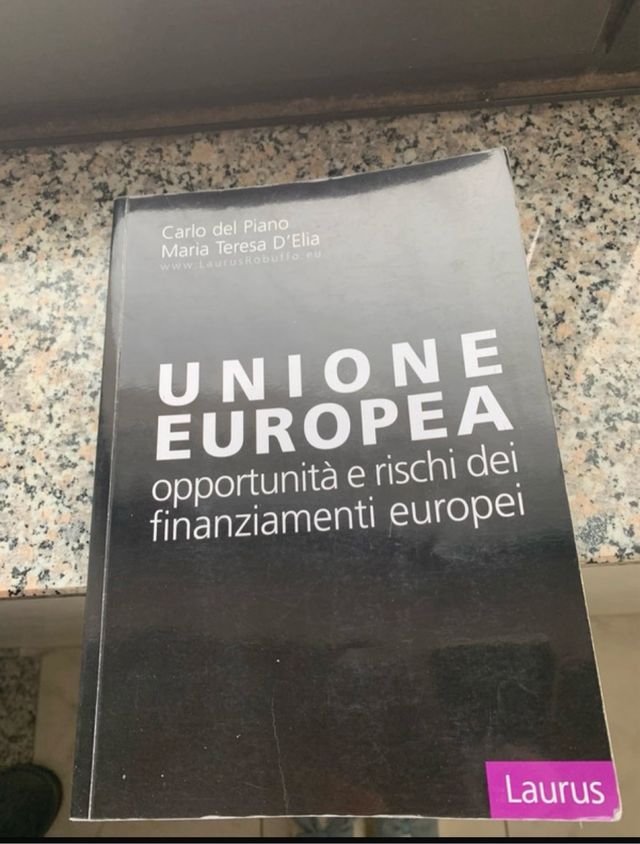 Carlo del Piano
Maria Teresa D'Elia
www.LaurusRobuffo.eu
UNIONE
EUROPEA
opportunità e rischi dei
finanziamenti europei
Laurus